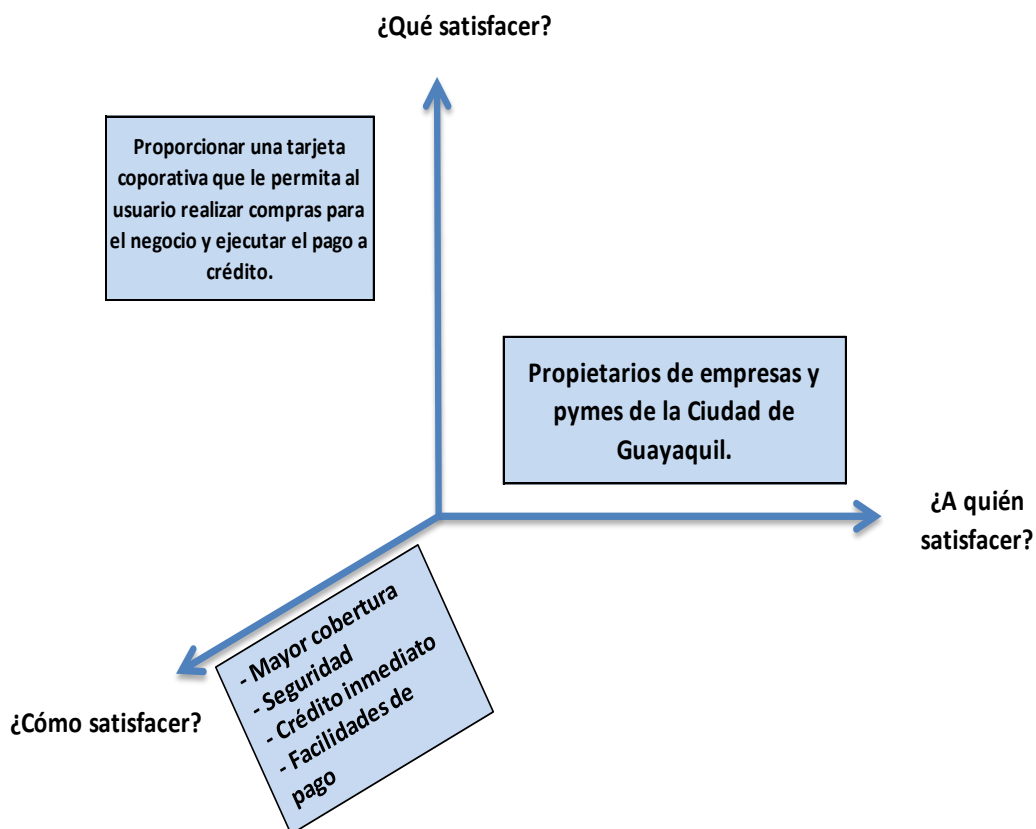 ¿Qué satisfacer?
Proporcionar una tarjeta
coporativa que le permita al
usuario realizar compras para
el negocio y ejecutar el pago a
crédito.
Propietarios de empresas y
pymes de la Ciudad de
Guayaquil.
¿A quién
satisfacer?
- Mayor cobertura
- Seguridad
- Crédito inmediato
- Facilidades de
pago
¿Cómo satisfacer?